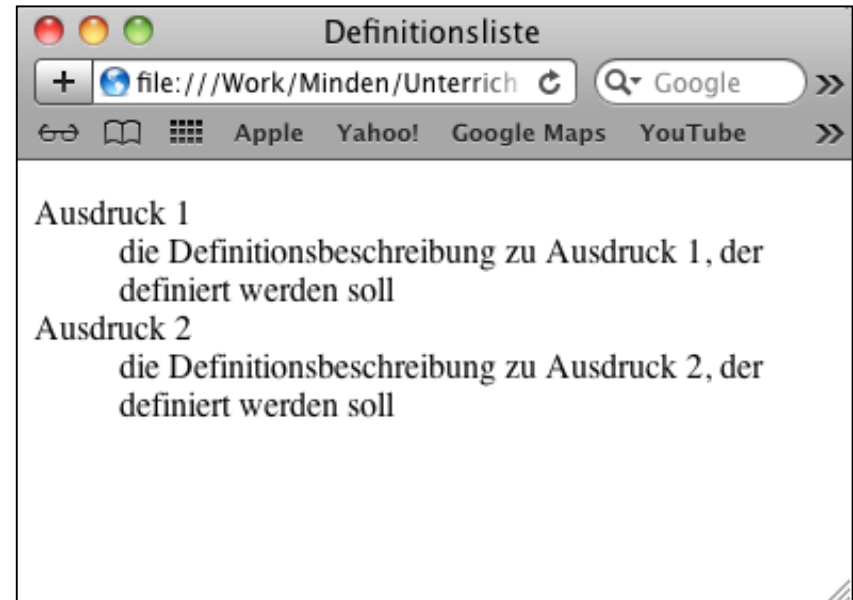 Definitionsliste
+ file:///Work/Minden/Unterrich Google »
Apple Yahoo! Google Maps YouTube »
Ausdruck 1
die Definitionsbeschreibung zu Ausdruck 1, der
definiert werden soll
Ausdruck 2
die Definitionsbeschreibung zu Ausdruck 2, der
definiert werden soll